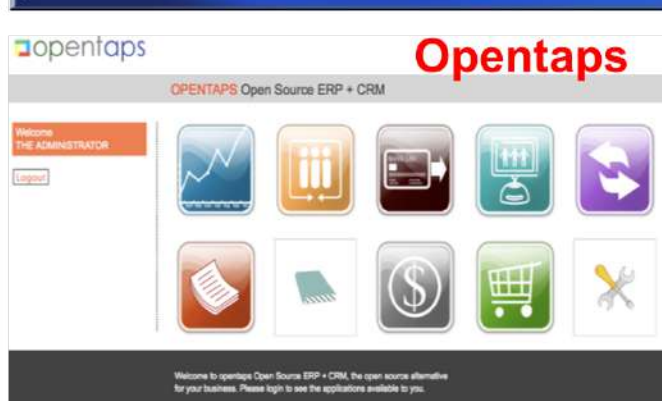 opentaps
Opentaps
OPENTAPS Open Source ERP + CRM
Welcome
THE ADMINISTRATOR
Logout
Welcome to opentaps Open Source ERP + CRM, the open source alternative
for your business. Please login to see the applications available to you.